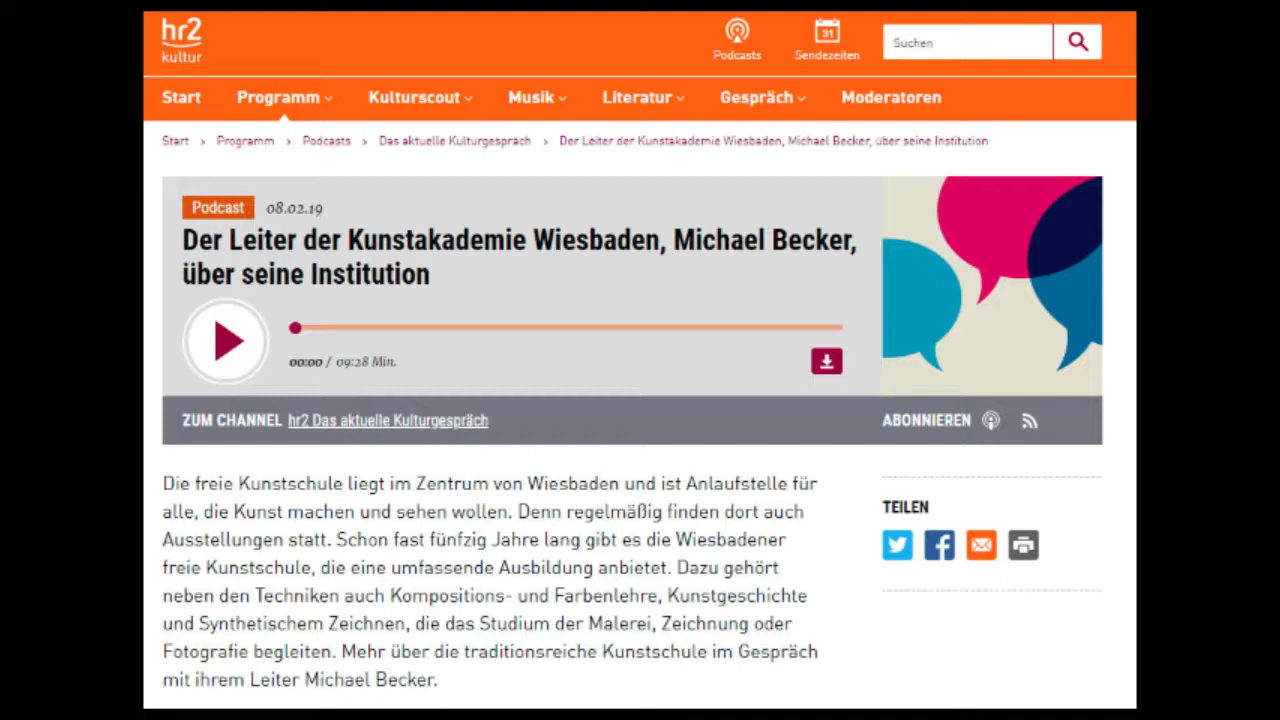 hr2
kultur
Podcasts
31
Sendezeiten
Suchen
Start Programm Kulturscout Musik Literatur Gespräch Moderatoren
Start > Programm > Podcasts > Das aktuelle Kulturgespräch > Der Leiter der Kunstakademie Wiesbaden, Michael Becker, über seine Institution
Podcast 08.02.19
Der Leiter der Kunstakademie Wiesbaden, Michael Becker,
über seine Institution
00:00 / 09:28 Min.
ZUM CHANNEL hr2 Das aktuelle Kulturgespräch
ABONNIEREN
Die freie Kunstschule liegt im Zentrum von Wiesbaden und ist Anlaufstelle für
alle, die Kunst machen und sehen wollen. Denn regelmäßig finden dort auch
Ausstellungen statt. Schon fast fünfzig Jahre lang gibt es die Wiesbadener
freie Kunstschule, die eine umfassende Ausbildung anbietet. Dazu gehört
neben den Techniken auch Kompositions- und Farbenlehre, Kunstgeschichte
und Synthetischem Zeichnen, die das Studium der Malerei, Zeichnung oder
Fotografie begleiten. Mehr über die traditionsreiche Kunstschule im Gespräch
mit ihrem Leiter Michael Becker.
TEILEN